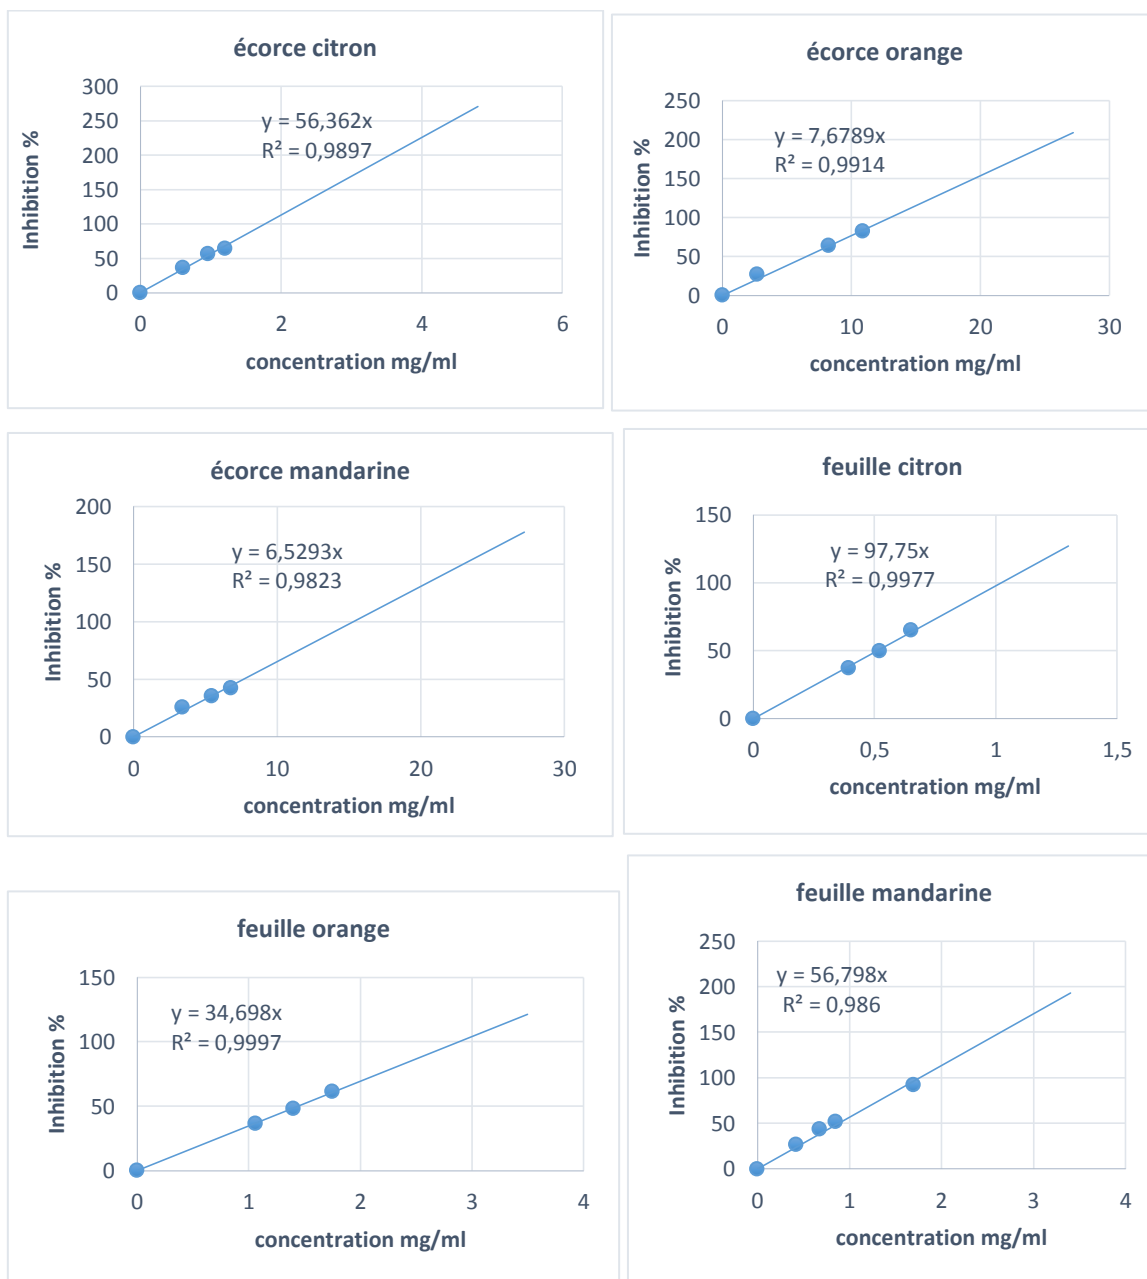 écorce citron
300
250
200
150
100
50
0
Inhibition %
y = 56,362x
R² = 0,9897
0 2 4 6
concentration mg/ml
écorce orange
250
200
150
100
50
0
Inhibition %
y = 7,6789x
R² = 0,9914
0 10 20 30
concentration mg/ml
écorce mandarine
200
150
100
50
0
Inhibition %
y = 6,5293x
R² = 0,9823
0 10 20 30
concentration mg/ml
feuille citron
150
100
50
0
Inhibition %
y = 97,75x
R² = 0,9977
0 0,5 1 1,5
concentration mg/ml
feuille orange
150
100
50
0
Inhibition %
y = 34,698x
R² = 0,9997
0 1 2 3 4
concentration mg/ml
feuille mandarine
250
200
150
100
50
0
Inhibition %
y = 56,798x
R² = 0,986
0 1 2 3 4
concentration mg/ml